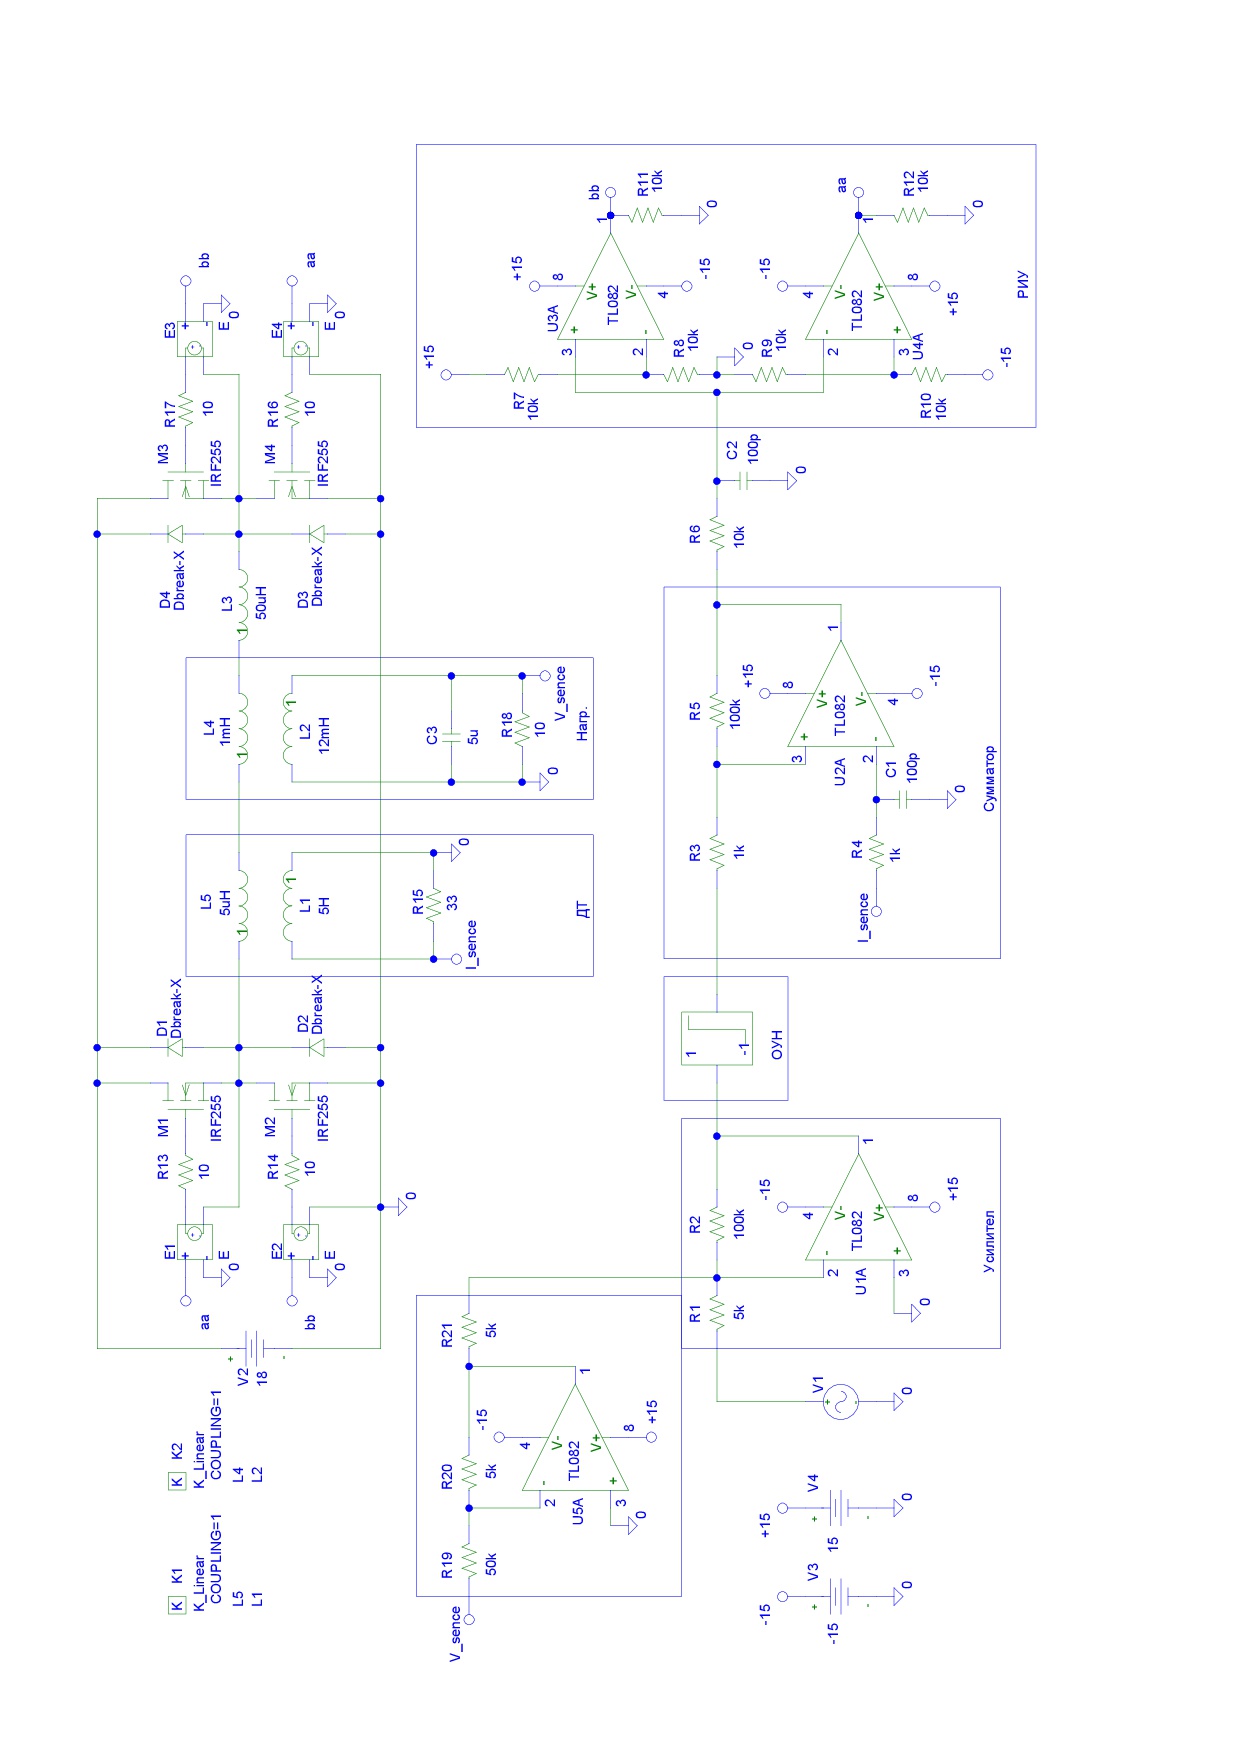 K K1
K_Linear
COUPLING=1
L5
L1
K K2
K_Linear
COUPLING=1
L4
L2
V2
18
+
-
aa
E1
+
-
E
0
R13
10
M1
IRF255
D1
Dbreak-X
bb
E2
+
-
E
0
R14
10
M2
IRF255
D2
Dbreak-X
0
L5
5uH
1
L1
5H
1
R15
33
0
I_sence
ДТ
L4
1mH
1
L2
12mH
1
C3
5u
R18
10
0
V_sence
Нагр.
L3
50uH
1
D4
Dbreak-X
D3
Dbreak-X
M3
IRF255
R17
10
E3
+
-
E
0
bb
M4
IRF255
R16
10
E4
+
-
E
0
aa
V_sence
R19
50k
R20
5k
R21
5k
U5A
TL082
2
-
3
+
1
4
V-
8
V+
-15
+15
0
-15
V3
+
-
-15
0
+15
V4
+
-
15
0
V1
+
-
0
R1
5k
R2
100k
U1A
TL082
2
-
3
+
1
4
V-
8
V+
-15
+15
0
Усилител
1
-1
ОУН
R3
1k
R5
100k
I_sence
R4
1k
C1
100p
0
U2A
TL082
3
+
2
-
1
8
V+
4
V-
+15
-15
Сумматор
R6
10k
C2
100p
0
+15
R7
10k
R8
10k
0
R9
10k
R10
10k
-15
U3A
TL082
3
+
2
-
1
8
V+
4
V-
+15
-15
bb
R11
10k
0
U4A
TL082
2
-
3
+
1
4
V-
8
V+
-15
+15
aa
R12
10k
0
РИУ